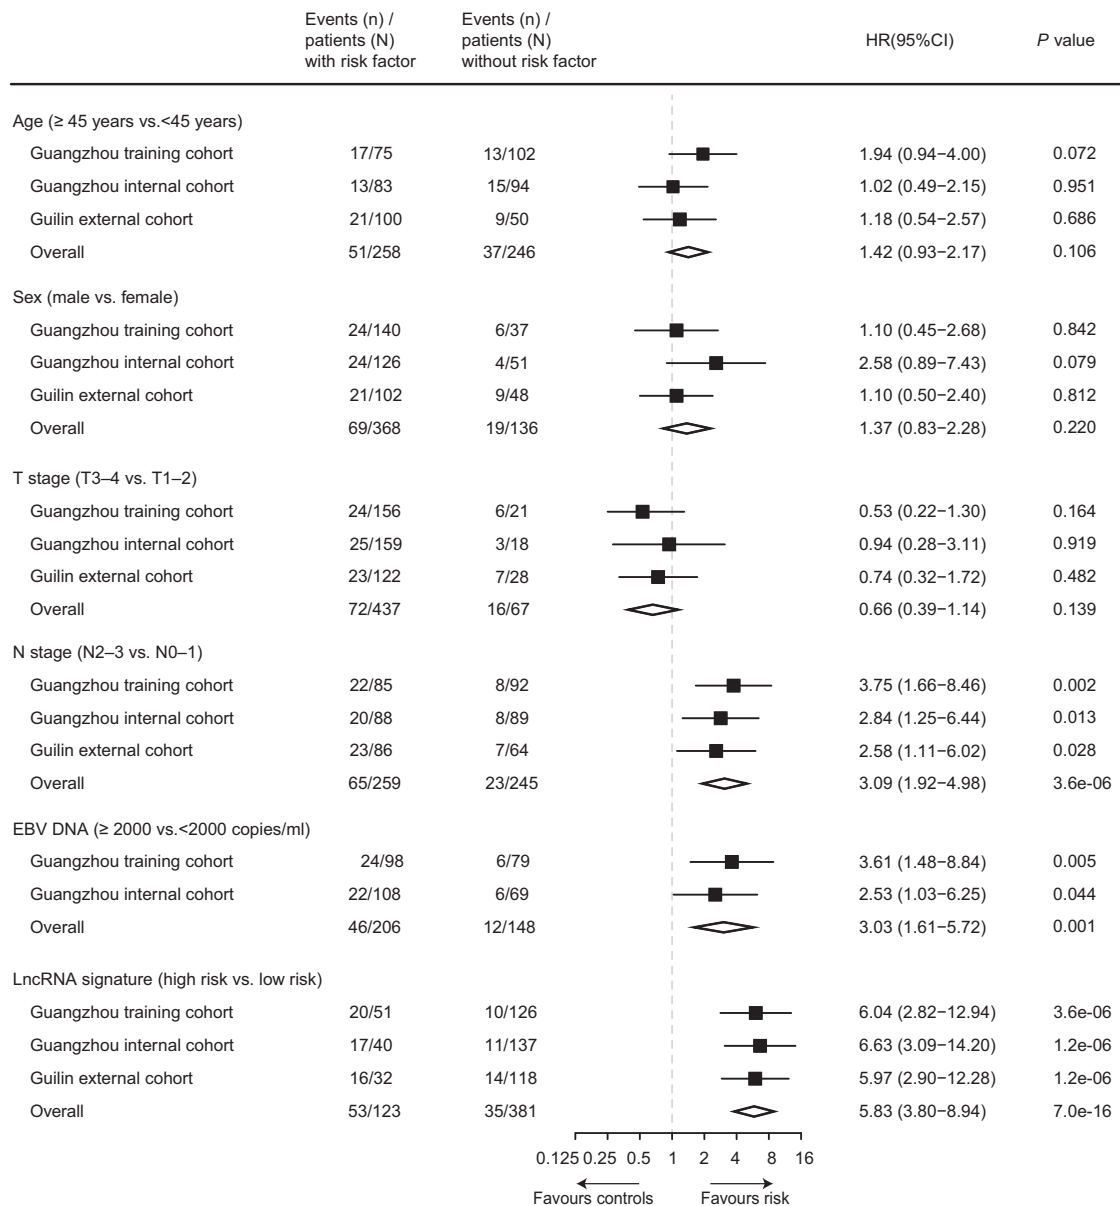 Events (n) / Events (n) /
patients (N) patients (N) HR(95%CI) P value
with risk factor without risk factor
Age (≥ 45 years vs.<45 years)
Guangzhou training cohort 17/75 13/102 1.94 (0.94−4.00) 0.072
Guangzhou internal cohort 13/83 15/94 1.02 (0.49−2.15) 0.951
Guilin external cohort 21/100 9/50 1.18 (0.54−2.57) 0.686
Overall 51/258 37/246 1.42 (0.93−2.17) 0.106
Sex (male vs. female)
Guangzhou training cohort 24/140 6/37 1.10 (0.45−2.68) 0.842
Guangzhou internal cohort 24/126 4/51 2.58 (0.89−7.43) 0.079
Guilin external cohort 21/102 9/48 1.10 (0.50−2.40) 0.812
Overall 69/368 19/136 1.37 (0.83−2.28) 0.220
T stage (T3–4 vs. T1–2)
Guangzhou training cohort 24/156 6/21 0.53 (0.22−1.30) 0.164
Guangzhou internal cohort 25/159 3/18 0.94 (0.28−3.11) 0.919
Guilin external cohort 23/122 7/28 0.74 (0.32−1.72) 0.482
Overall 72/437 16/67 0.66 (0.39−1.14) 0.139
N stage (N2–3 vs. N0–1)
Guangzhou training cohort 22/85 8/92 3.75 (1.66−8.46) 0.002
Guangzhou internal cohort 20/88 8/89 2.84 (1.25−6.44) 0.013
Guilin external cohort 23/86 7/64 2.58 (1.11−6.02) 0.028
Overall 65/259 23/245 3.09 (1.92−4.98) 3.6e-06
EBV DNA (≥ 2000 vs.<2000 copies/ml)
Guangzhou training cohort 24/98 6/79 3.61 (1.48−8.84) 0.005
Guangzhou internal cohort 22/108 6/69 2.53 (1.03−6.25) 0.044
Overall 46/206 12/148 3.03 (1.61−5.72) 0.001
LncRNA signature (high risk vs. low risk)
Guangzhou training cohort 20/51 10/126 6.04 (2.82−12.94) 3.6e-06
Guangzhou internal cohort 17/40 11/137 6.63 (3.09−14.20) 1.2e-06
Guilin external cohort 16/32 14/118 5.97 (2.90−12.28) 1.2e-06
Overall 53/123 35/381 5.83 (3.80−8.94) 7.0e-16
0.125 0.25 0.5 1 2 4 8 16
Favours controls Favours risk